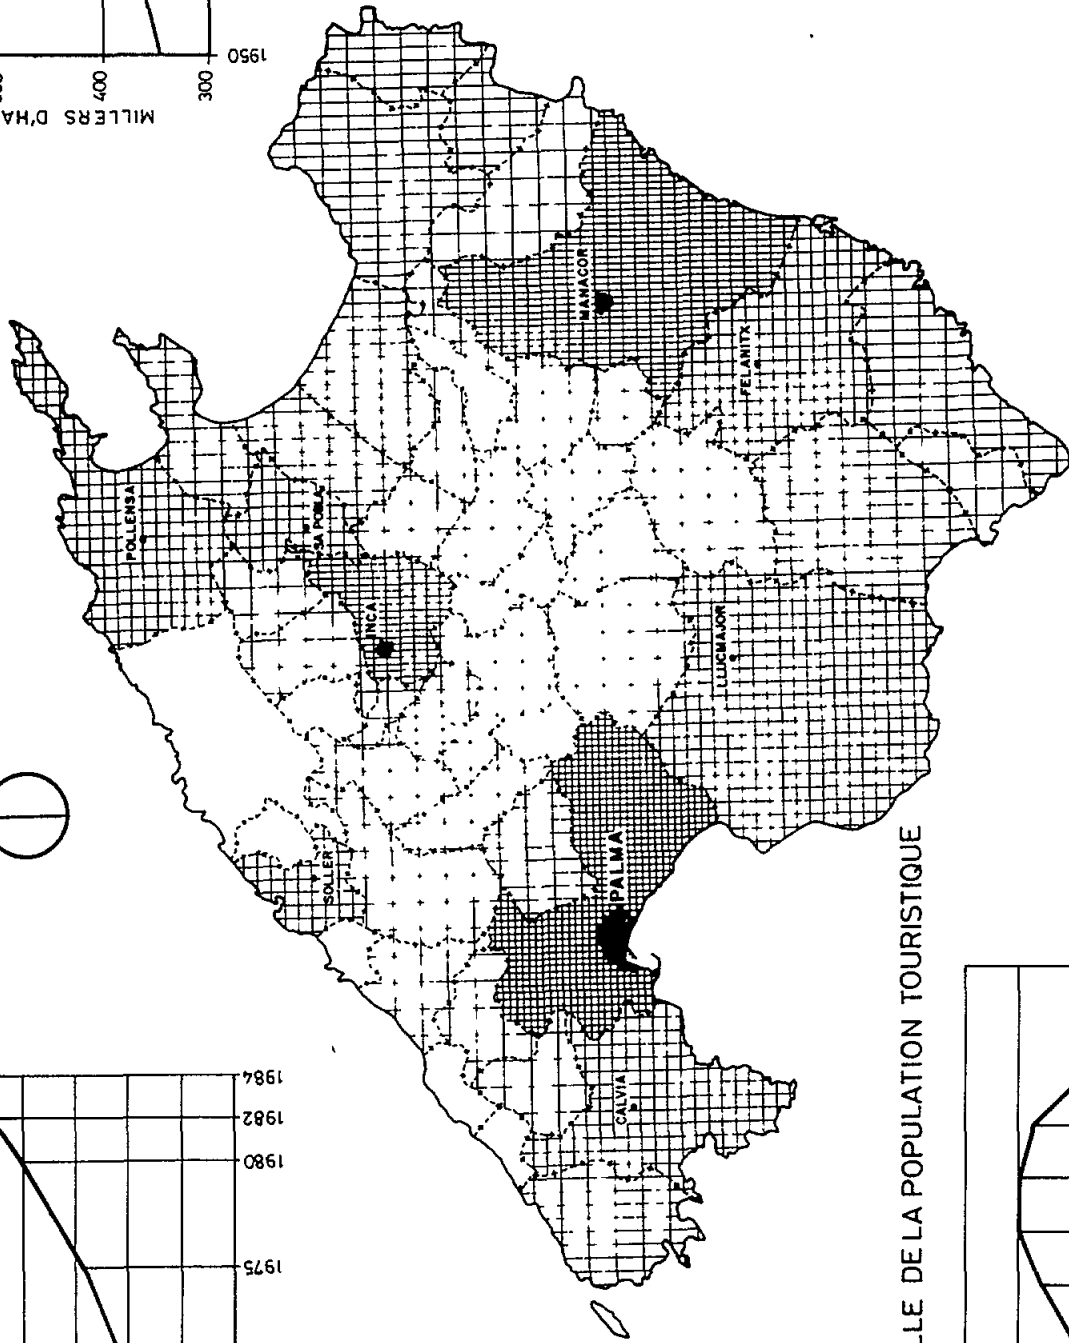 1950
300
400
MILLERS D'HA
POLLENSA
SA POBLA
INCA
MANACOR
FELANITX
LLUCMAJOR
SOLLER
PALMA
CALVIA
1984
1982
1980
1975
LLE DE LA POPULATION TOURISTIQUE